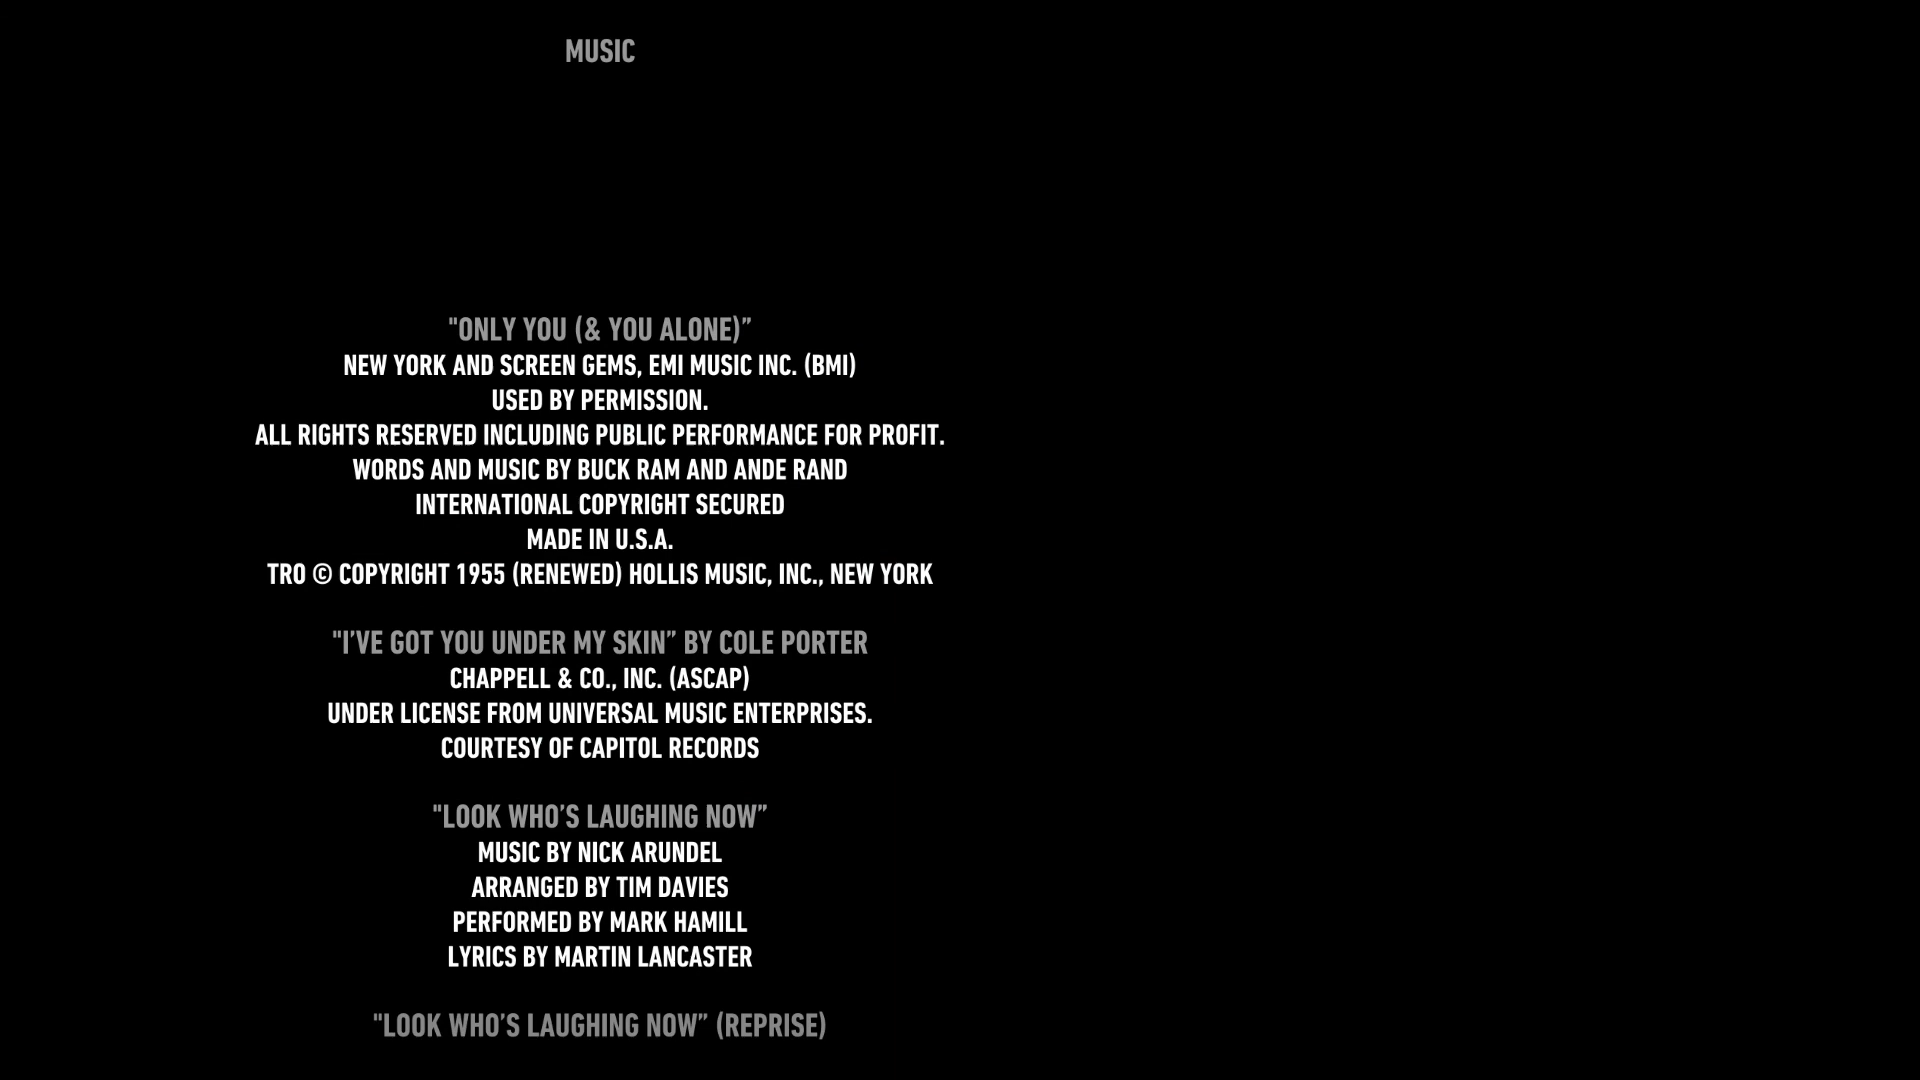 MUSIC
"ONLY YOU (& YOU ALONE)”
NEW YORK AND SCREEN GEMS, EMI MUSIC INC. (BMI)
USED BY PERMISSION.
ALL RIGHTS RESERVED INCLUDING PUBLIC PERFORMANCE FOR PROFIT.
WORDS AND MUSIC BY BUCK RAM AND ANDE RAND
INTERNATIONAL COPYRIGHT SECURED
MADE IN U.S.A.
TRO © COPYRIGHT 1955 (RENEWED) HOLLIS MUSIC, INC., NEW YORK
"I’VE GOT YOU UNDER MY SKIN” BY COLE PORTER
CHAPPELL & CO., INC. (ASCAP)
UNDER LICENSE FROM UNIVERSAL MUSIC ENTERPRISES.
COURTESY OF CAPITOL RECORDS
"LOOK WHO’S LAUGHING NOW”
MUSIC BY NICK ARUNDEL
ARRANGED BY TIM DAVIES
PERFORMED BY MARK HAMILL
LYRICS BY MARTIN LANCASTER
"LOOK WHO’S LAUGHING NOW” (REPRISE)